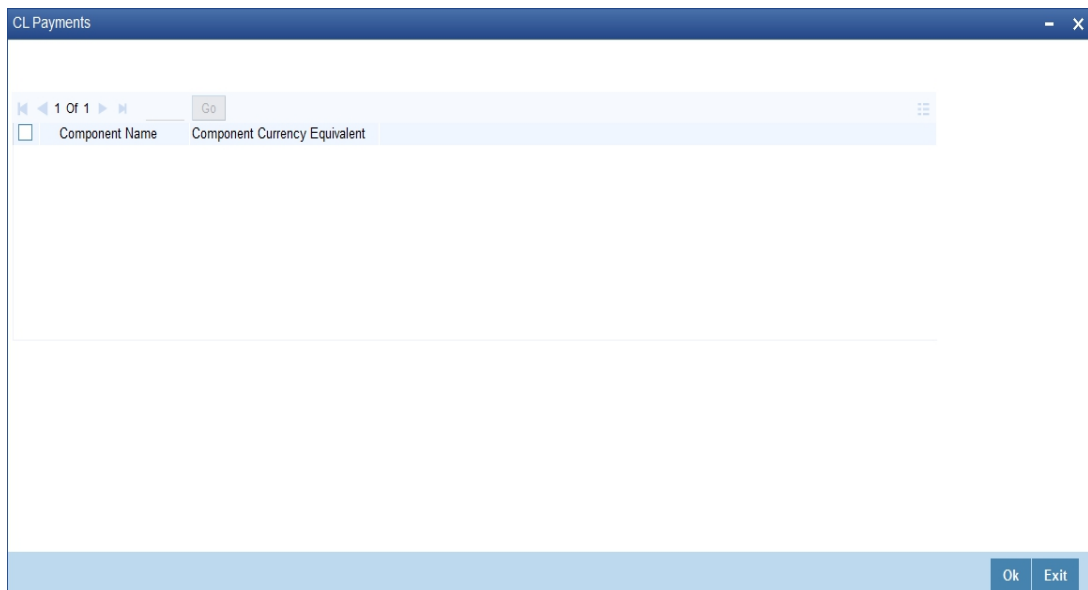 CL Payments
1 Of 1 Go
Component Name Component Currency Equivalent
Ok Exit